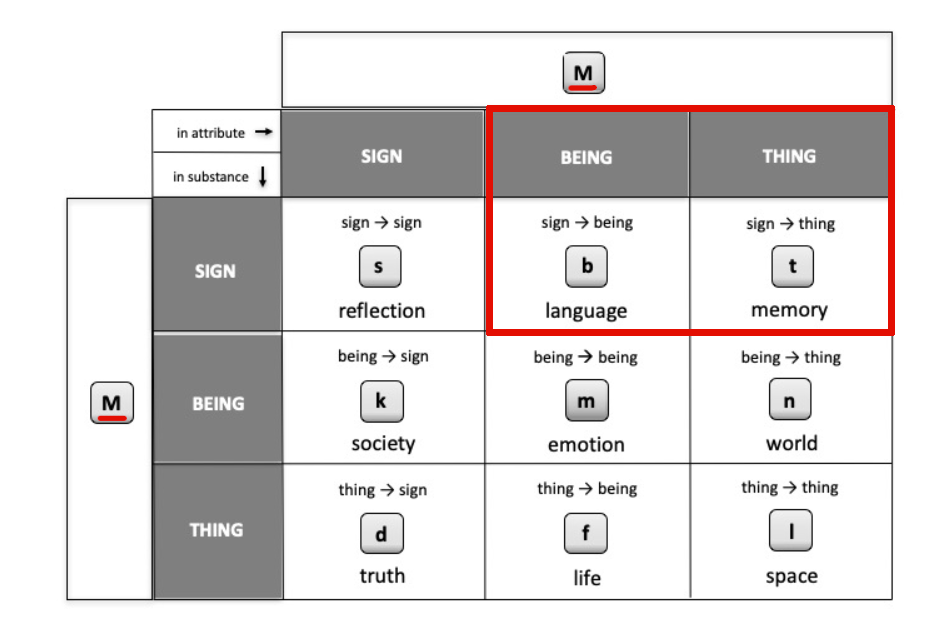 M
in attribute →
in substance ↓
SIGN
BEING
THING
sign → sign
sign → being
sign → thing
SIGN
s
b
t
reflection
language
memory
being → sign
being → being
being → thing
M
BEING
k
m
n
society
emotion
world
thing → sign
thing → being
thing → thing
THING
d
f
l
truth
life
space